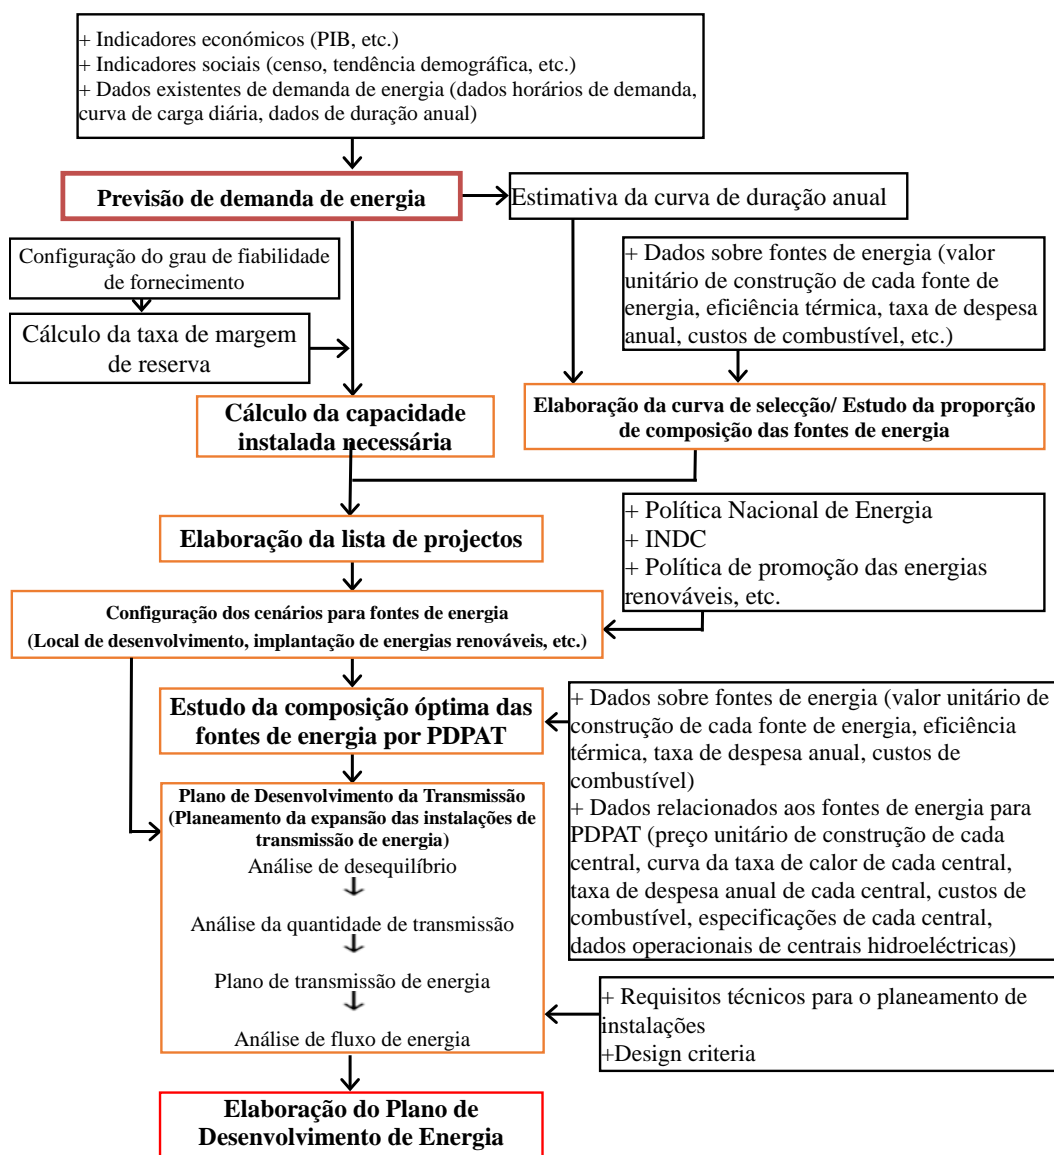 + Indicadores económicos (PIB, etc.)
+ Indicadores sociais (censo, tendência demográfica, etc.)
+ Dados existentes de demanda de energia (dados horários de demanda,
curva de carga diária, dados de duração anual)
Previsão de demanda de energia
Estimativa da curva de duração anual
Configuração do grau de fiabilidade
de fornecimento
Cálculo da taxa de margem
de reserva
+ Dados sobre fontes de energia (valor
unitário de construção de cada fonte de
energia, eficiência térmica, taxa de despesa
anual, custos de combustível, etc.)
Cálculo da capacidade
instalada necessária
Elaboração da curva de selecção/ Estudo da proporção
de composição das fontes de energia
Elaboração da lista de projectos
+ Política Nacional de Energia
+ INDC
+ Política de promoção das energias
renováveis, etc.
Configuração dos cenários para fontes de energia
(Local de desenvolvimento, implantação de energias renováveis, etc.)
Estudo da composição óptima das
fontes de energia por PDPAT
+ Dados sobre fontes de energia (valor unitário de
construção de cada fonte de energia, eficiência
térmica, taxa de despesa anual, custos de
combustível)
+ Dados relacionados aos fontes de energia para
PDPAT (preço unitário de construção de cada
central, curva da taxa de calor de cada central,
taxa de despesa anual de cada central, custos de
combustível, especificações de cada central,
dados operacionais de centrais hidroeléctricas)
Plano de Desenvolvimento da Transmissão
(Planeamento da expansão das instalações de
transmissão de energia)
Análise de desequilíbrio
Análise da quantidade de transmissão
Plano de transmissão de energia
Análise de fluxo de energia
+ Requisitos técnicos para o planeamento de
instalações
+Design criteria
Elaboração do Plano de
Desenvolvimento de Energia